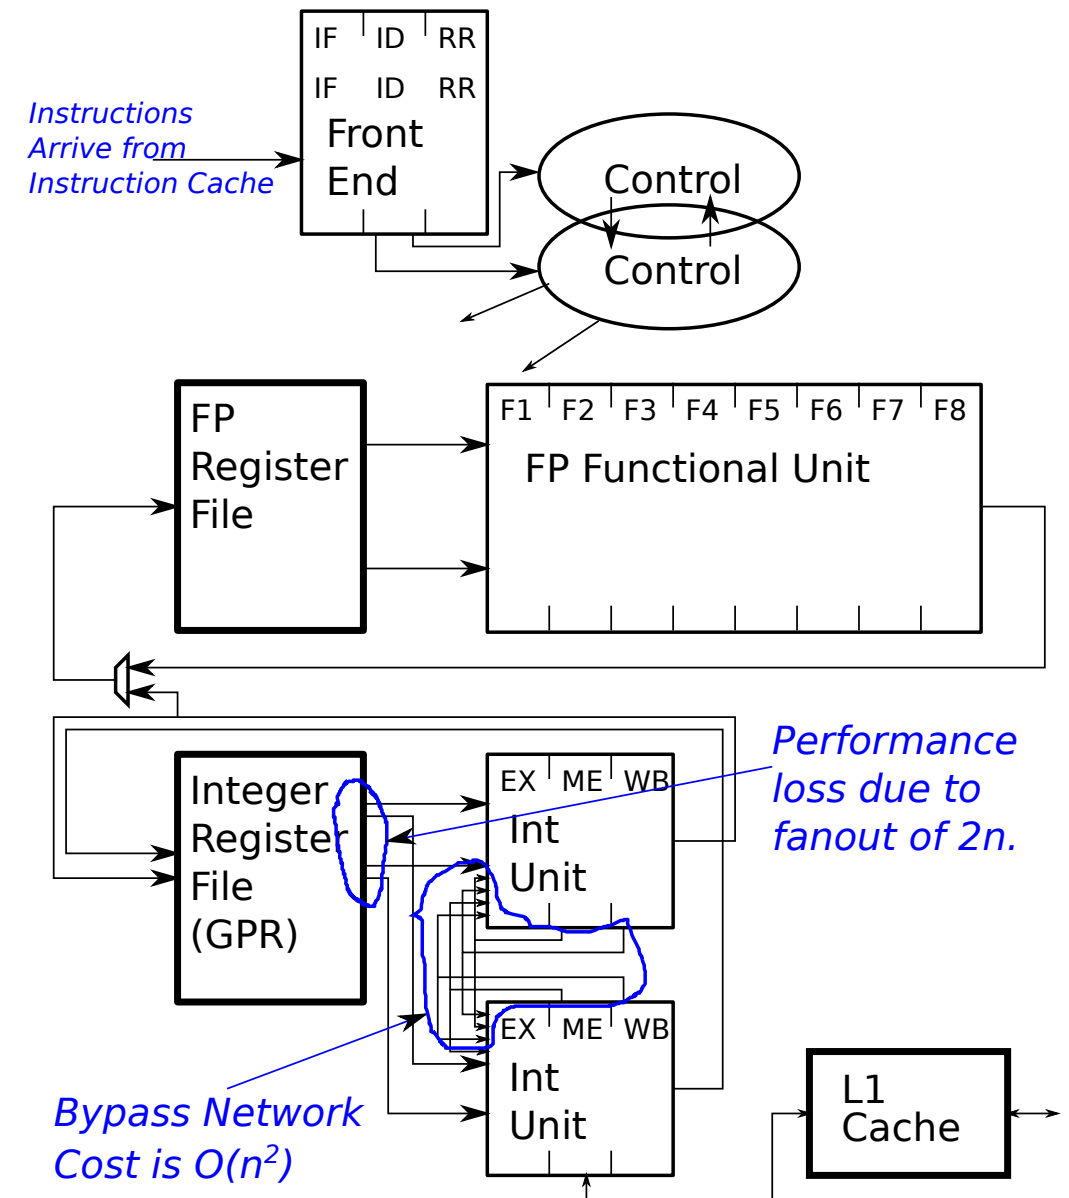 IF ID RR
IF ID RR
Front
End
Instructions
Arrive from
Instruction Cache
Control
Control
FP
Register
File
F1 F2 F3 F4 F5 F6 F7 F8
FP Functional Unit
Performance
loss due to
fanout of 2n.
Integer
Register
File
(GPR)
EX ME WB
Int
Unit
EX ME WB
Int
Unit
Bypass Network
Cost is O(n²)
L1
Cache